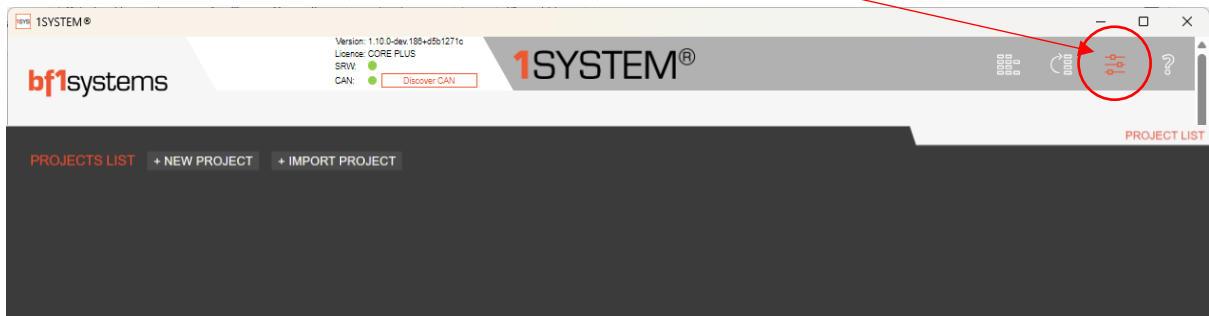 1SYS 1SYSTEM®
bf1systems
Version: 1.10.0-dev.186+d5b1271c
Licence: CORE PLUS
SRW:
CAN: Discover CAN
1SYSTEM®
?
PROJECT LIST
PROJECTS LIST + NEW PROJECT + IMPORT PROJECT